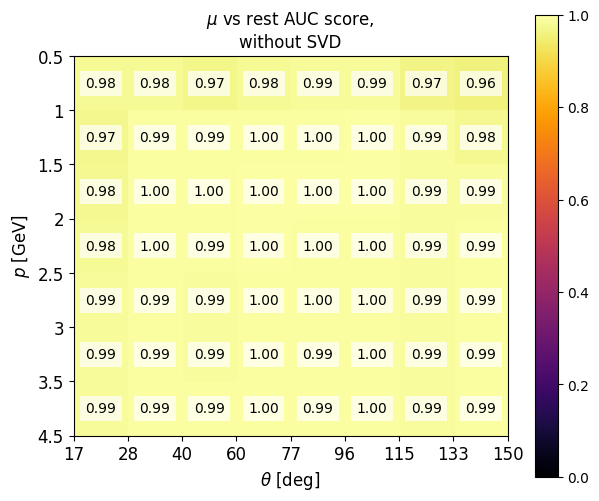 μ vs rest AUC score,
without SVD
0.5
0.98 0.98 0.97 0.98 0.99 0.99 0.97 0.96
1
0.97 0.99 0.99 1.00 1.00 1.00 0.99 0.98
1.5
0.98 1.00 1.00 1.00 1.00 1.00 0.99 0.99
2
0.98 1.00 0.99 1.00 1.00 1.00 0.99 0.99
2.5
0.99 0.99 0.99 1.00 1.00 1.00 0.99 0.99
3
0.99 0.99 0.99 1.00 0.99 1.00 0.99 0.99
3.5
0.99 0.99 0.99 1.00 0.99 1.00 0.99 0.99
4.5
p [GeV]
17 28 40 60 77 96 115 133 150
θ [deg]
1.0
0.8
0.6
0.4
0.2
0.0